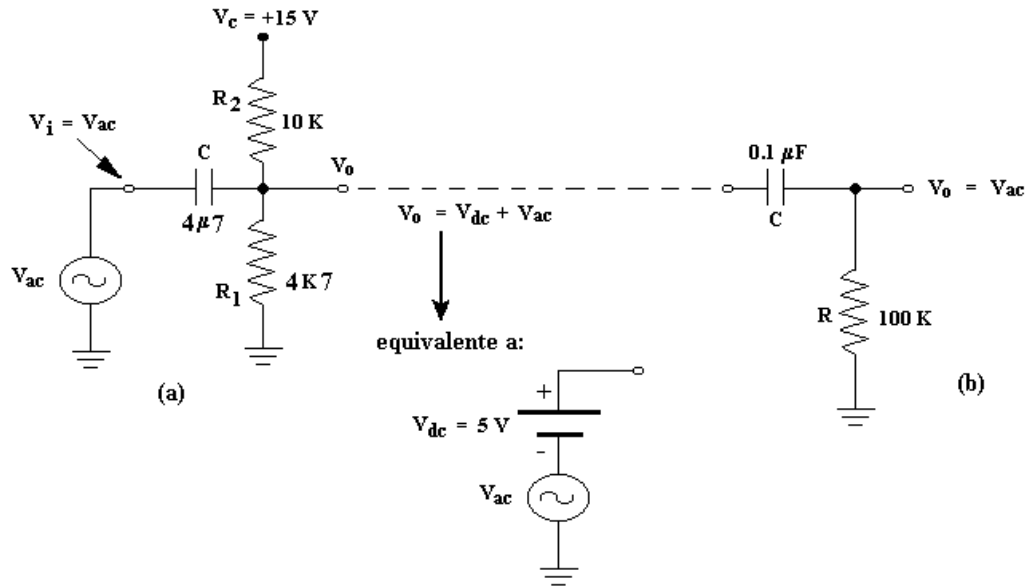 V_c = +15 V
R_2
10 K
V_i = V_ac
C
4µ7
V_o
V_ac
R_1
4K7
(a)
V_o = V_dc + V_ac
equivalente a:
+
V_dc = 5 V
-
V_ac
0.1 µF
C
V_o = V_ac
R
100 K
(b)